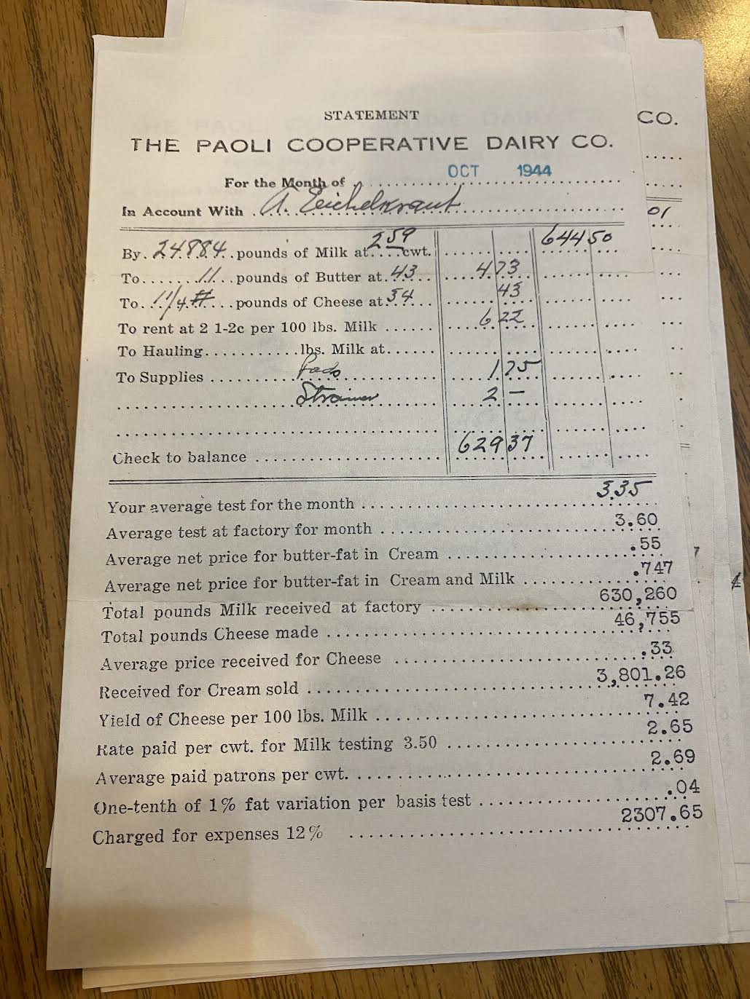 STATEMENT
THE PAOLI COOPERATIVE DAIRY CO.
For the Month of OCT 1944
In Account With A. Zeichelkraut
By 24884 pounds of Milk at 2 59 cwt. 644 50
To 11 pounds of Butter at 43 4 73
To 1 1/4 # pounds of Cheese at 34 43
To rent at 2 1-2c per 100 lbs. Milk 6 22
To Hauling lbs. Milk at
To Supplies Pads 1 75
Strainer 2 —
Check to balance 629 37
Your average test for the month 3.35
Average test at factory for month 3.60
Average net price for butter-fat in Cream .55
Average net price for butter-fat in Cream and Milk .747
Total pounds Milk received at factory 630,260
Total pounds Cheese made 46,755
Average price received for Cheese .33
Received for Cream sold 3,801.26
Yield of Cheese per 100 lbs. Milk 7.42
Rate paid per cwt. for Milk testing 3.50 2.65
Average paid patrons per cwt. 2.69
One-tenth of 1% fat variation per basis test .04
Charged for expenses 12% 2307.65
CO.
01